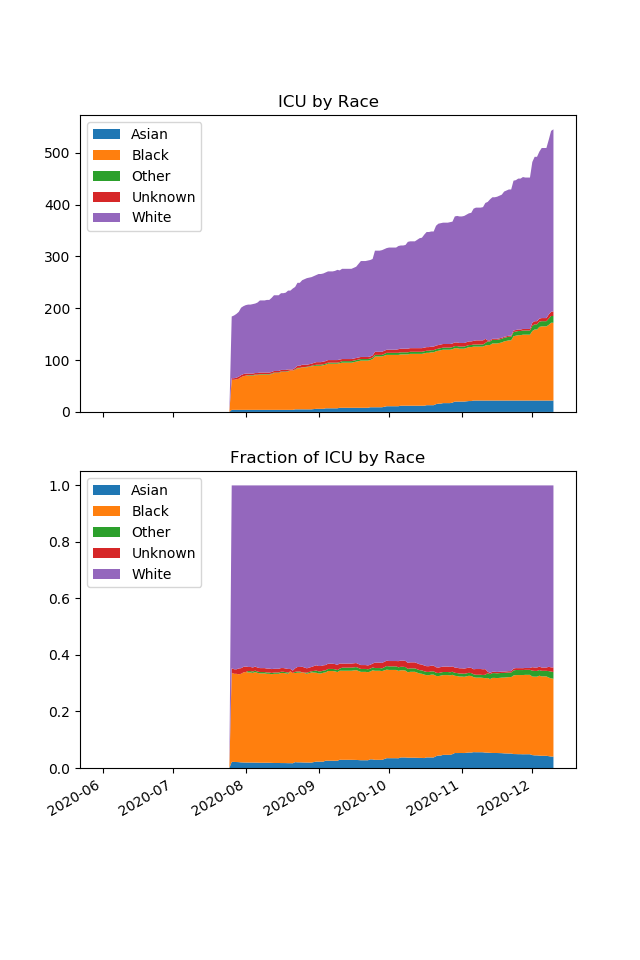 ICU by Race
Asian
Black
Other
Unknown
White
500
400
300
200
100
0
Fraction of ICU by Race
Asian
Black
Other
Unknown
White
1.0
0.8
0.6
0.4
0.2
0.0
2020-06
2020-07
2020-08
2020-09
2020-10
2020-11
2020-12